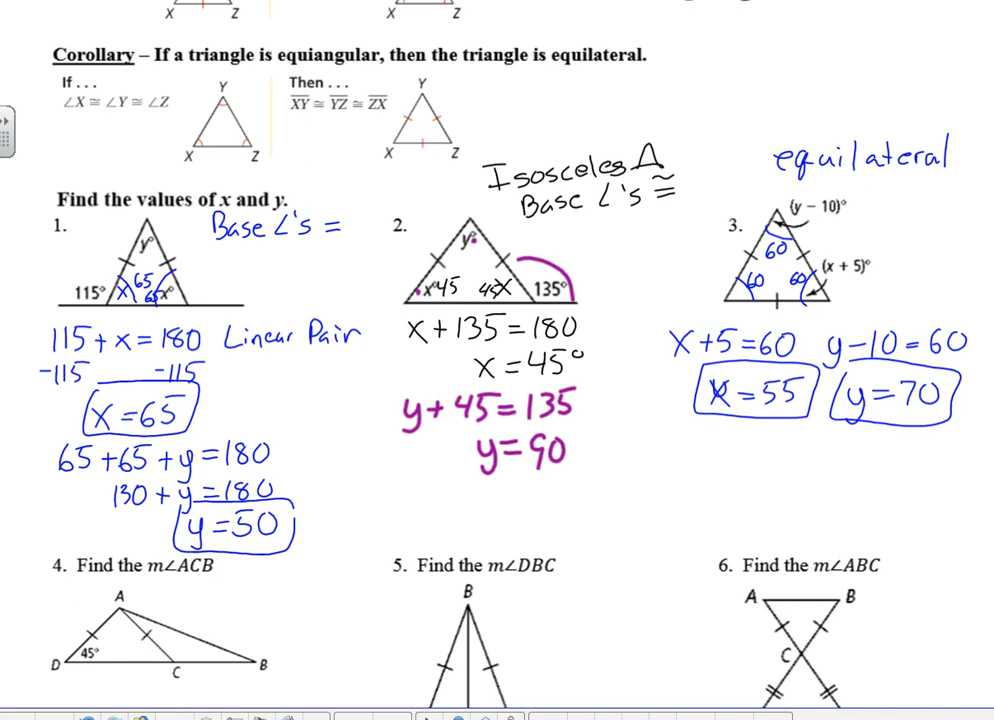 X Z X Z
Corollary – If a triangle is equiangular, then the triangle is equilateral.
If . . . Then . . .
∠X ≅ ∠Y ≅ ∠Z XY ≅ YZ ≅ ZX
Y Y
X Z X Z
equilateral
Isosceles Δ
Base ∠'s ≅
Find the values of x and y.
1. Base ∠'s =
y°
115° x 65 65 x°
2.
y°
x° 45 45 x 135°
3. (y – 10)°
60
(x + 5)°
60 60
115 + x = 180 Linear Pair
-115 -115
x = 65
65 + 65 + y = 180
130 + y = 180
y = 50
x + 135 = 180
x = 45°
y + 45 = 135
y = 90
x + 5 = 60 y - 10 = 60
x = 55 y = 70
4. Find the m∠ACB
A
45°
D C B
5. Find the m∠DBC
B
6. Find the m∠ABC
A B
C